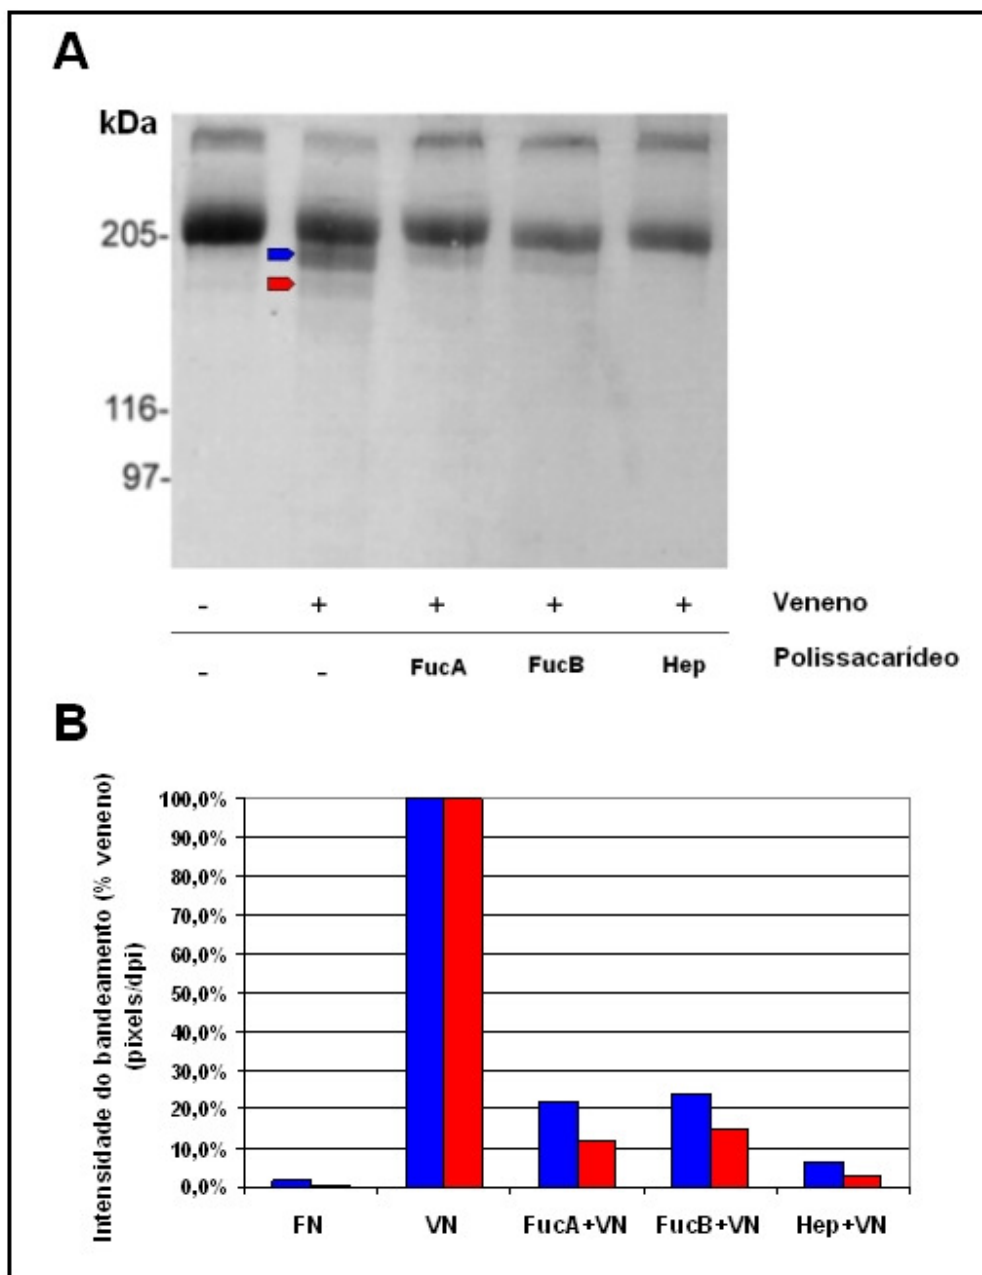 A
kDa
205-
116-
97-
- + + + + Veneno
- - FucA FucB Hep Polissacarídeo
B
Intensidade do bandeamento (% veneno)
(pixels/dpi)
100,0%
90,0%
80,0%
70,0%
60,0%
50,0%
40,0%
30,0%
20,0%
10,0%
0,0%
FN VN FucA+VN FucB+VN Hep+VN